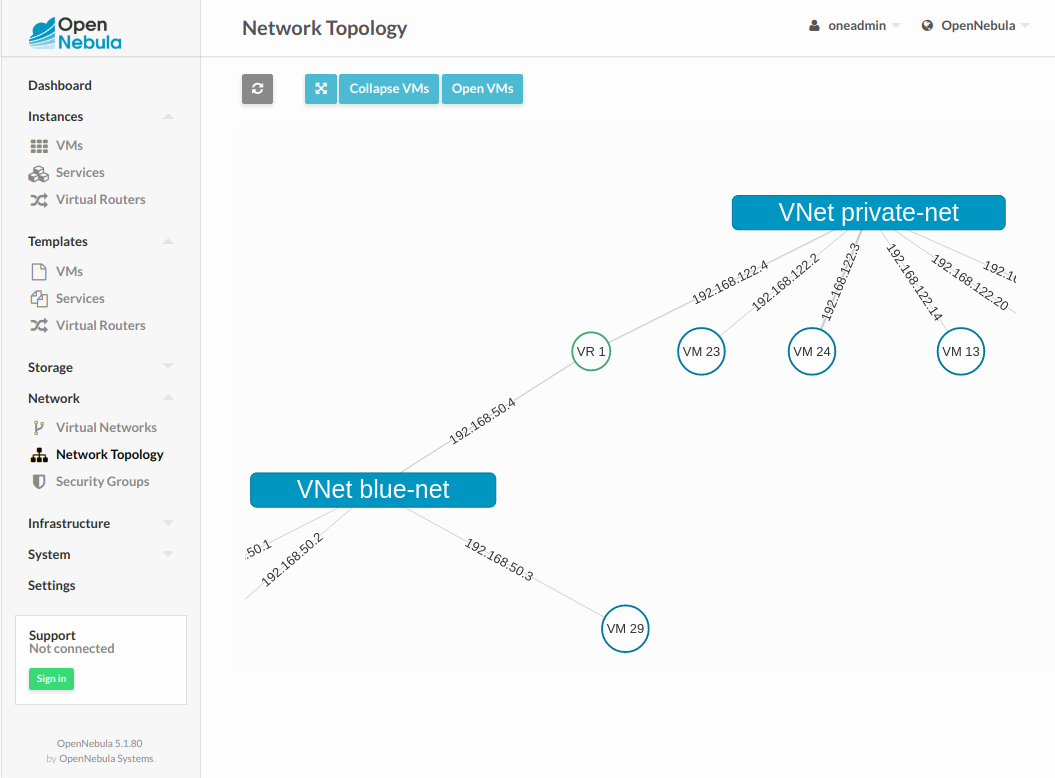 Open
Nebula
Network Topology
oneadmin
OpenNebula
Dashboard
Instances
VMs
Services
Virtual Routers
Templates
VMs
Services
Virtual Routers
Storage
Network
Virtual Networks
Network Topology
Security Groups
Infrastructure
System
Settings
Support
Not connected
Sign in
OpenNebula 5.1.80
by OpenNebula Systems.
Collapse VMs
Open VMs
VNet private-net
192.168.122.4
192.168.122.2
192.168.122.3
192.168.122.14
192.168.122.20
VR 1
VM 23
VM 24
VM 13
192.168.50.4
VNet blue-net
.50.1
192.168.50.2
192.168.50.3
VM 29